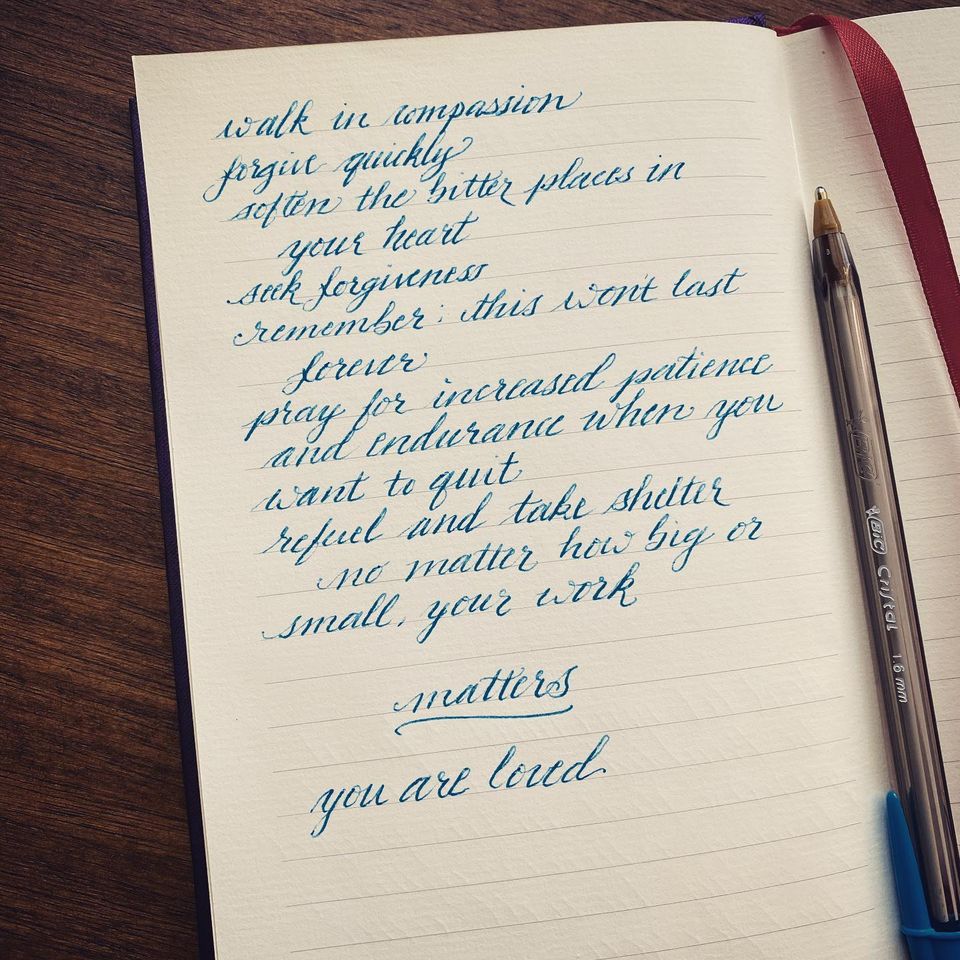 walk in compassion
forgive quickly
soften the bitter places in
your heart
seek forgiveness
remember; this won't last
forever
pray for increased patience
and endurance when you
want to quit
refuel and take shelter
no matter how big or
small, your work
matters
you are loved.
BIC Cristal 1.6 mm